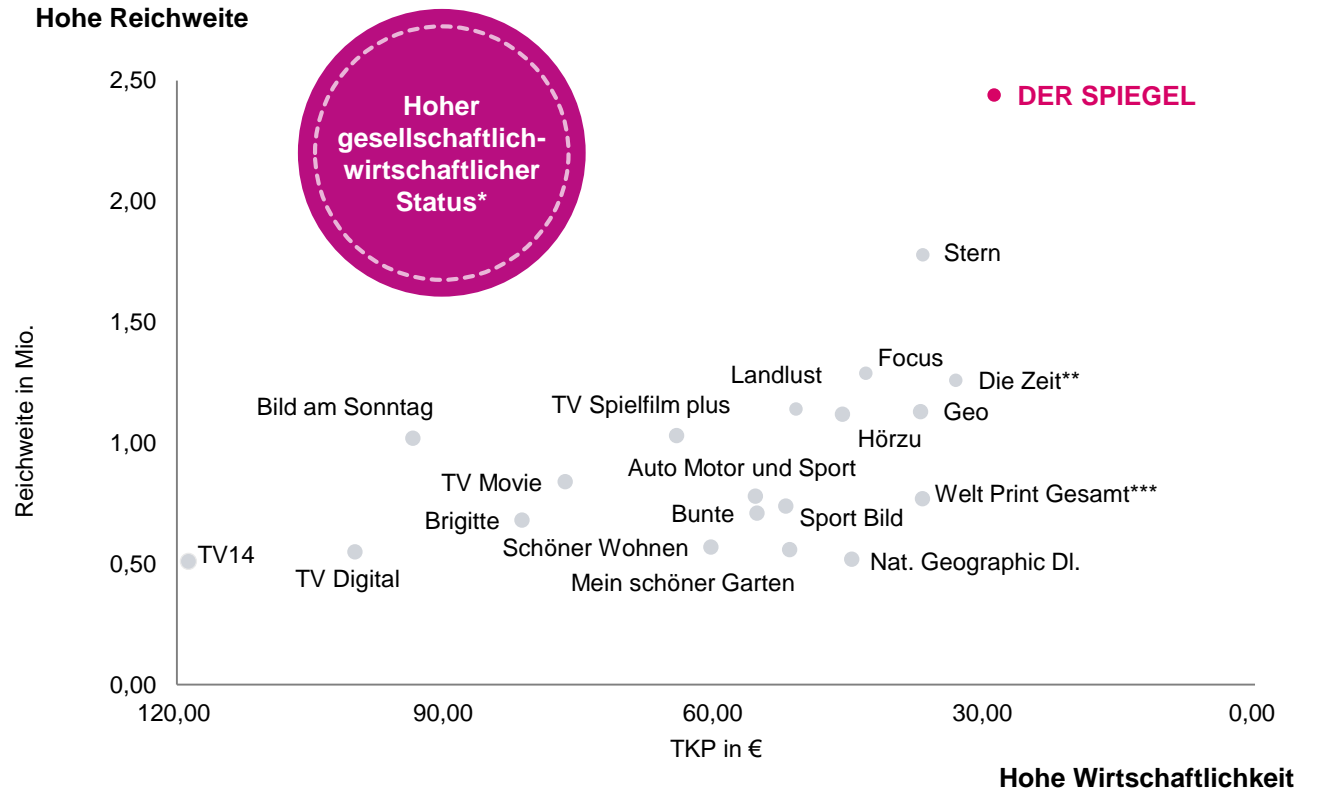 Hohe Reichweite
2,50
2,00
1,50
1,00
0,50
0,00
Reichweite in Mio.
Hoher
gesellschaftlich-
wirtschaftlicher
Status*
DER SPIEGEL
Stern
Focus
Landlust
Die Zeit**
Bild am Sonntag
TV Spielfilm plus
Geo
Hörzu
Auto Motor und Sport
TV Movie
Welt Print Gesamt***
Bunte
Sport Bild
Brigitte
Schöner Wohnen
TV14
Nat. Geographic Dl.
TV Digital
Mein schöner Garten
120,00
90,00
60,00
30,00
0,00
TKP in €
Hohe Wirtschaftlichkeit